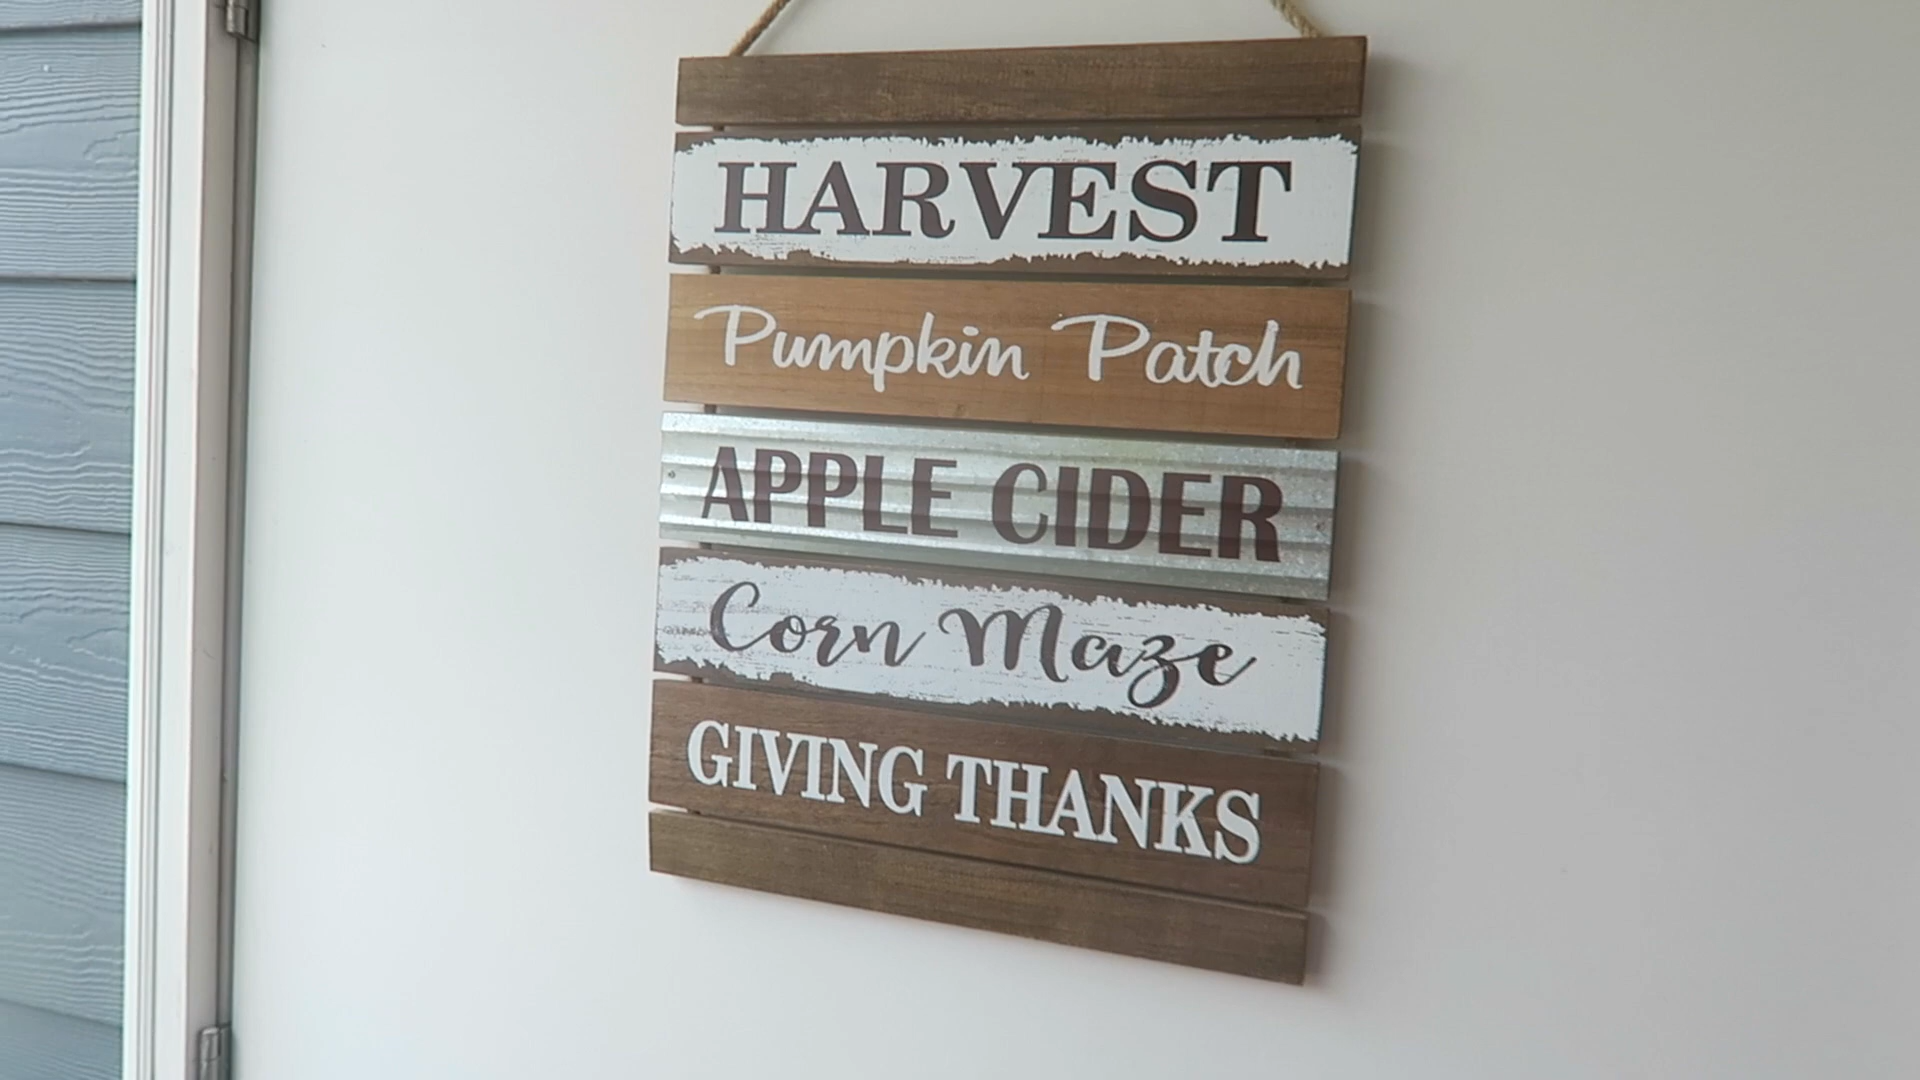 HARVEST
Pumpkin Patch
APPLE CIDER
Corn Maze
GIVING THANKS